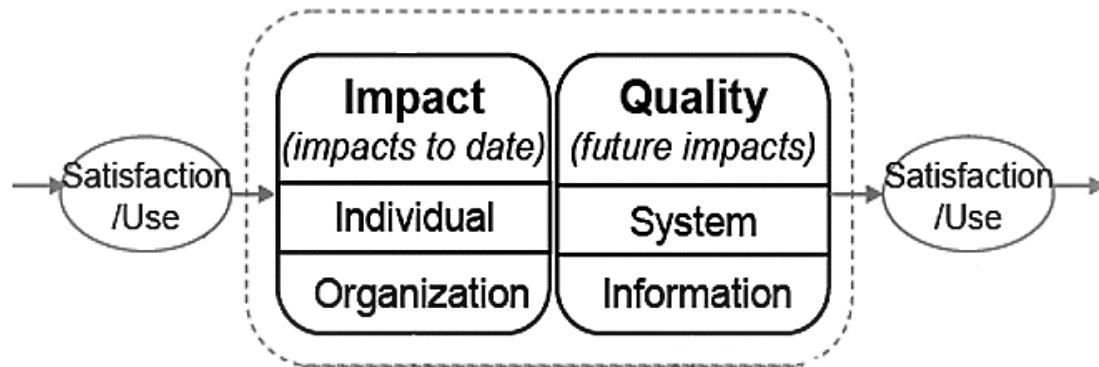 Satisfaction
/Use
Impact
(impacts to date)
Individual
Organization
Quality
(future impacts)
System
Information
Satisfaction
/Use